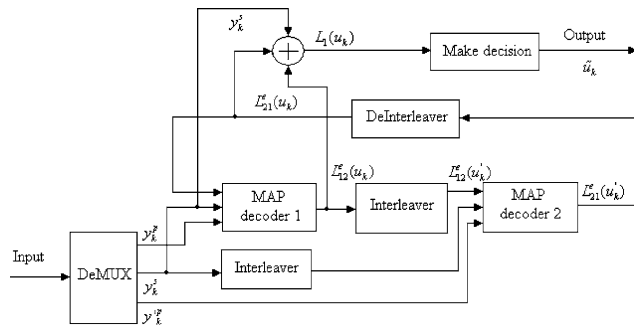 y_k^s
L_1(u_k)
Make decision
Output
ũ_k
L_21^e(u_k)
DeInterleaver
L_12^e(u_k)
L_12^e(u_k')
MAP
decoder 1
Interleaver
MAP
decoder 2
L_21^e(u_k')
Input
DeMUX
y_k^p
Interleaver
y_k^s
y_k'^p